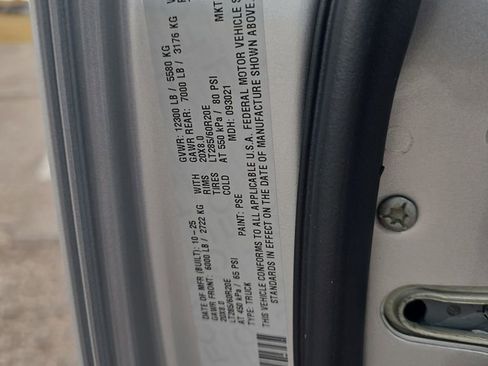 DATE OF MFR (BUILT): 10-25 GVWR: 12300 LB / 5580 KG
GAWR FRONT: 6000 LB / 2722 KG WITH GAWR REAR: 7000 LB / 3176 KG
20X8.0 RIMS 20X8.0
LT285/60R20E TIRES LT285/60R20E
AT 450 kPa / 65 PSI COLD AT 550 kPa / 80 PSI
TYPE: TRUCK PAINT: PSE MDH: 093021 MKT
THIS VEHICLE CONFORMS TO ALL APPLICABLE U.S.A. FEDERAL MOTOR VEHICLE S
STANDARDS IN EFFECT ON THE DATE OF MANUFACTURE SHOWN ABOVE.